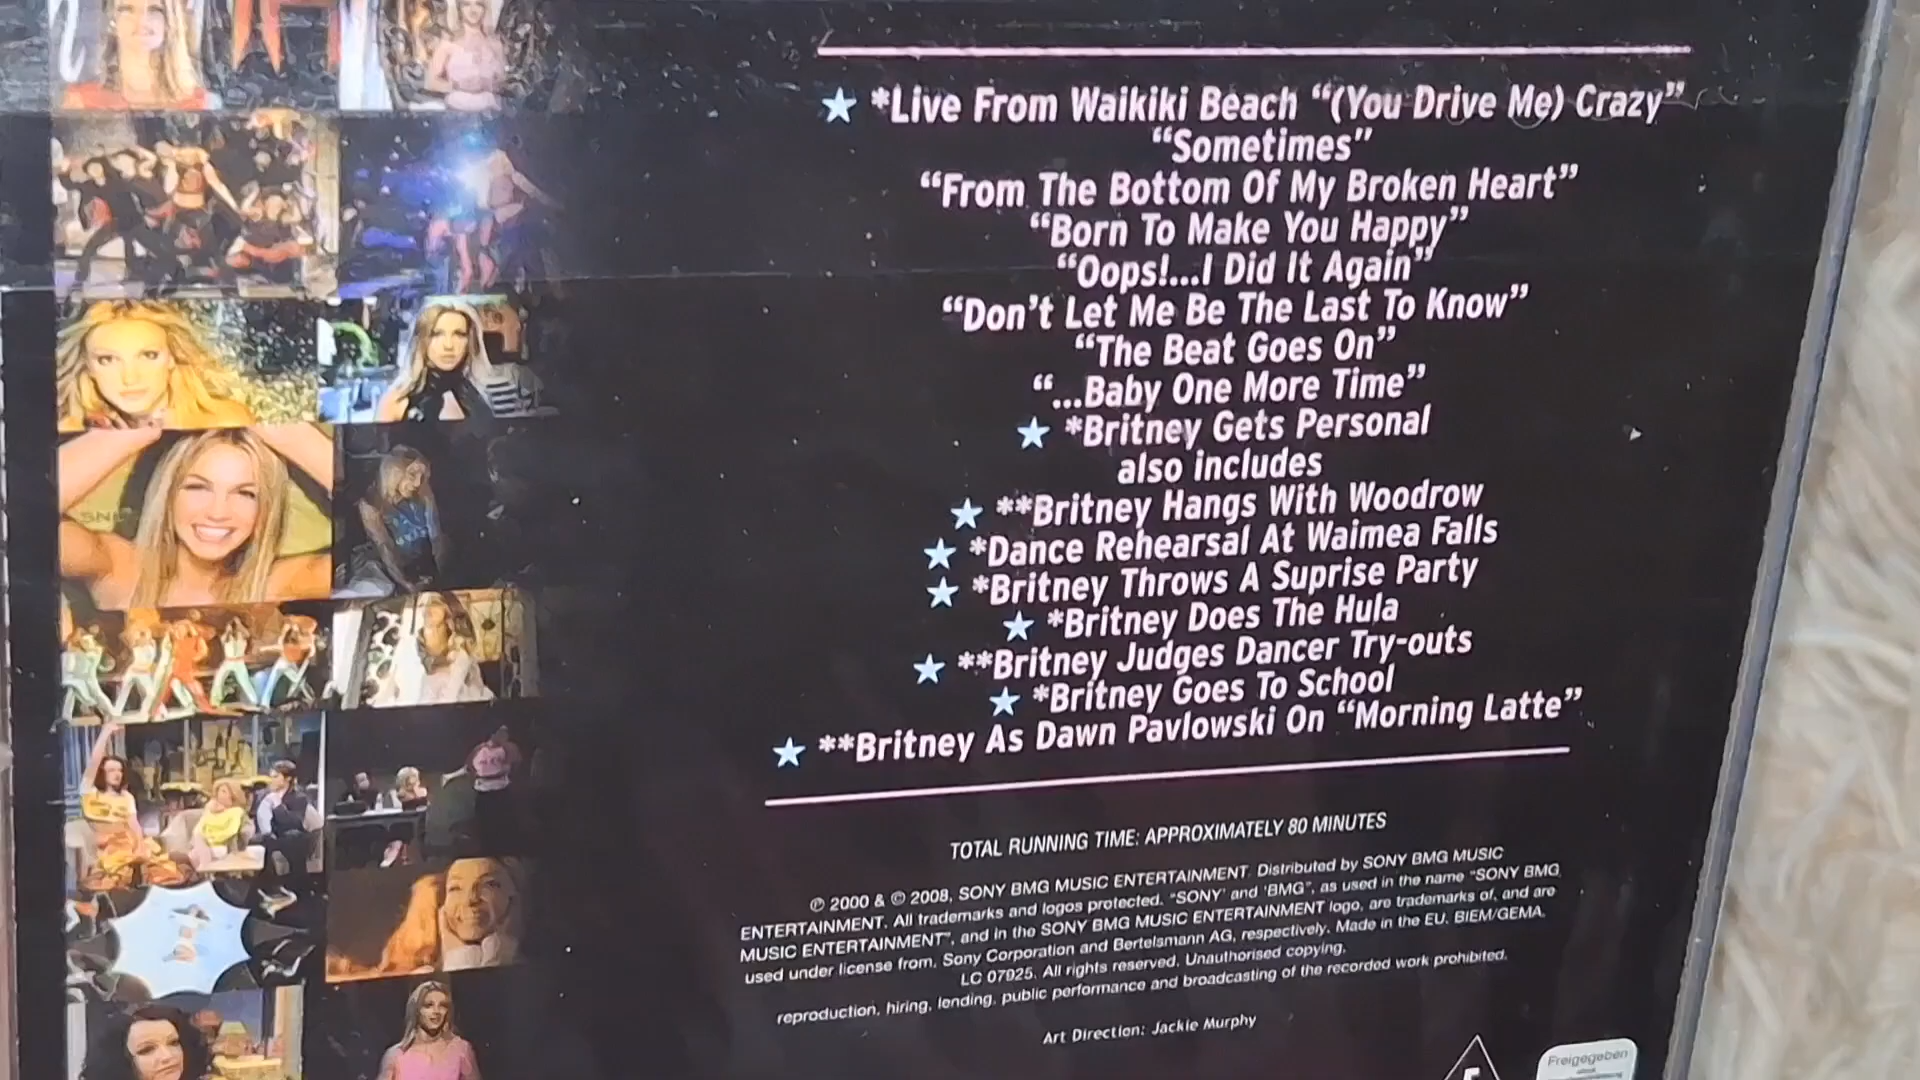 ★ *Live From Waikiki Beach “(You Drive Me) Crazy”
“Sometimes”
“From The Bottom Of My Broken Heart”
“Born To Make You Happy”
“Oops!...I Did It Again”
“Don’t Let Me Be The Last To Know”
“The Beat Goes On”
“...Baby One More Time”
★ *Britney Gets Personal
also includes
★ **Britney Hangs With Woodrow
★ *Dance Rehearsal At Waimea Falls
★ *Britney Throws A Suprise Party
★ *Britney Does The Hula
★ **Britney Judges Dancer Try-outs
★ *Britney Goes To School
★ **Britney As Dawn Pavlowski On “Morning Latte”
TOTAL RUNNING TIME: APPROXIMATELY 80 MINUTES
℗ 2000 & © 2008, SONY BMG MUSIC ENTERTAINMENT. Distributed by SONY BMG MUSIC
ENTERTAINMENT. All trademarks and logos protected. "SONY" and 'BMG", as used in the name "SONY BMG
MUSIC ENTERTAINMENT", and in the SONY BMG MUSIC ENTERTAINMENT logo, are trademarks of, and are
used under license from, Sony Corporation and Bertelsmann AG, respectively. Made in the EU. BIEM/GEMA.
LC 07925. All rights reserved. Unauthorised copying,
reproduction, hiring, lending, public performance and broadcasting of the recorded work prohibited.
Art Direction: Jackie Murphy
E
Freigegeben
SNL